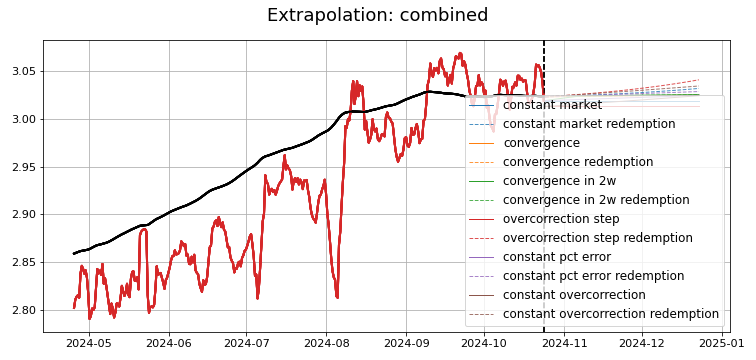 Extrapolation: combined
3.05
3.00
2.95
2.90
2.85
2.80
constant market
constant market redemption
convergence
convergence redemption
convergence in 2w
convergence in 2w redemption
overcorrection step
overcorrection step redemption
constant pct error
constant pct error redemption
constant overcorrection
constant overcorrection redemption
2024-05 2024-06 2024-07 2024-08 2024-09 2024-10 2024-11 2024-12 2025-01